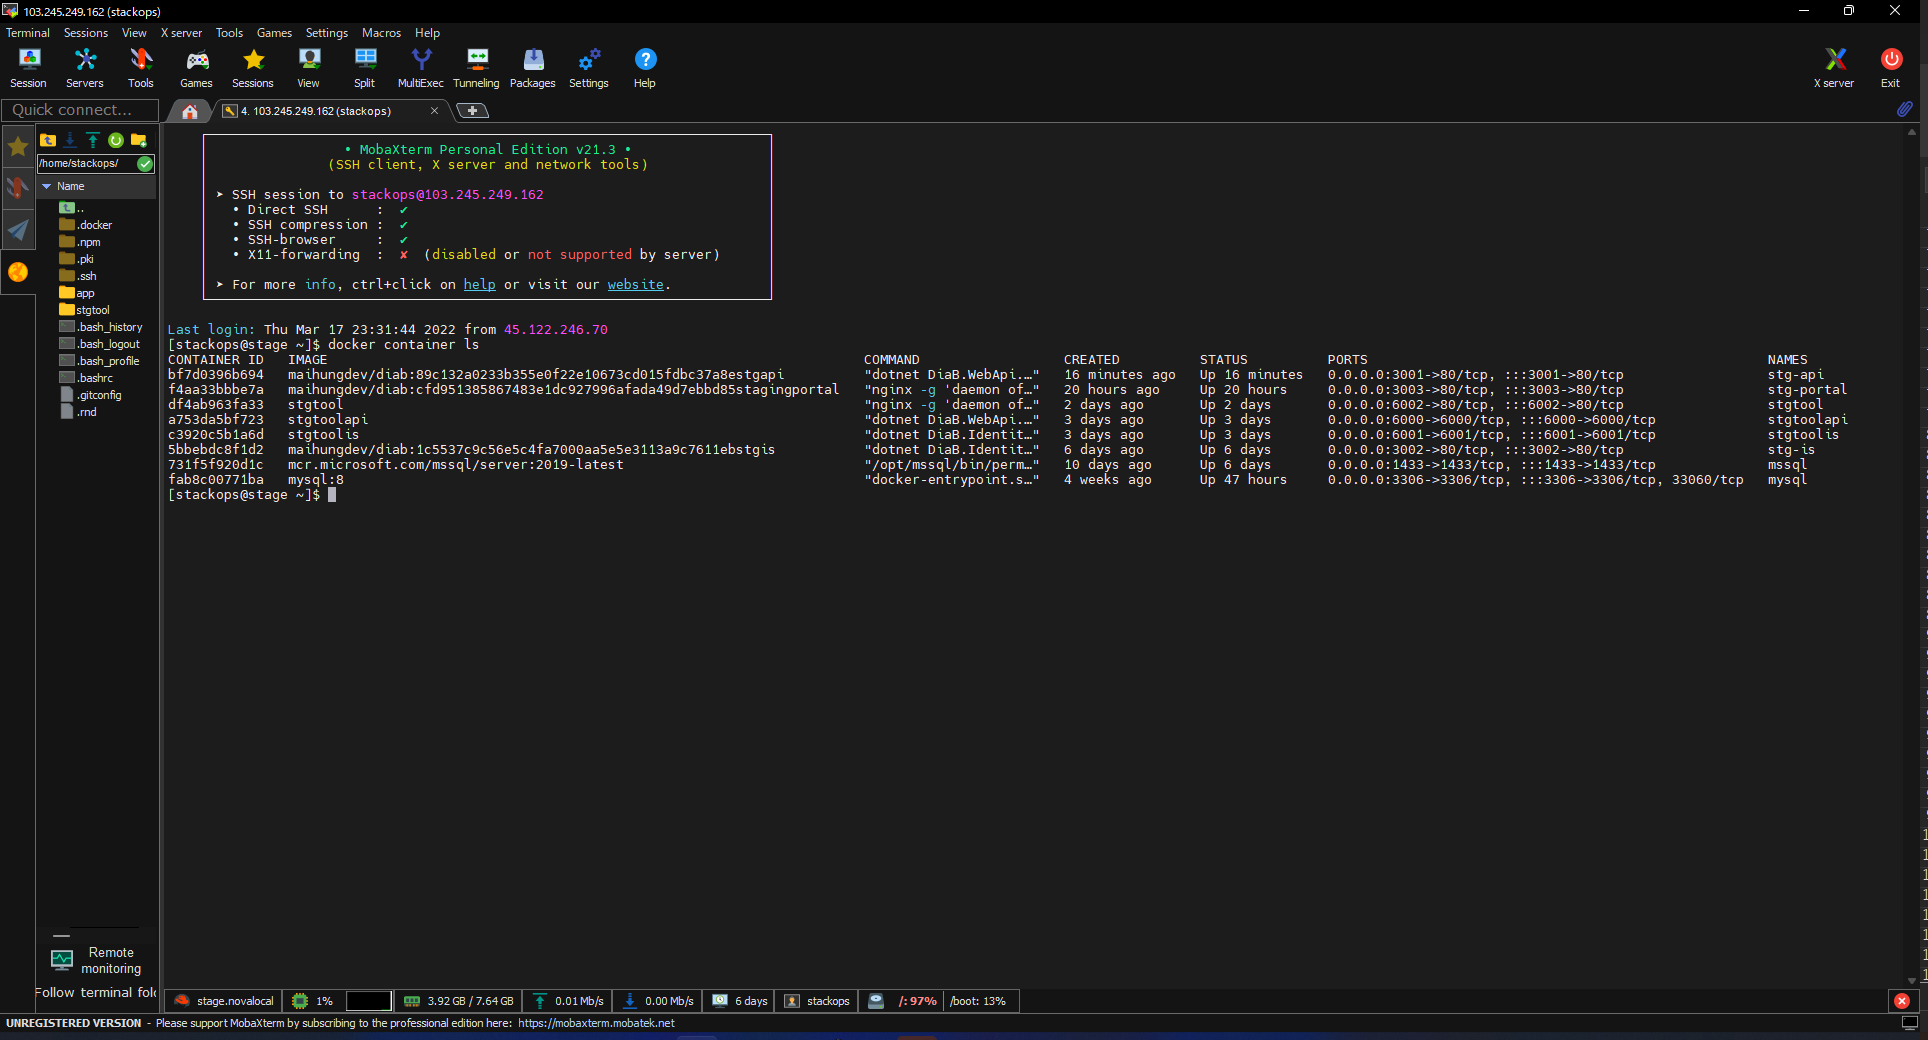 103.245.249.162 (stackops)
Terminal Sessions View X server Tools Games Settings Macros Help
Session Servers Tools Games Sessions View Split MultiExec Tunneling Packages Settings Help X server Exit
Quick connect...
4. 103.245.249.162 (stackops)
/home/stackops/
Name
..
.docker
.npm
.pki
.ssh
app
stgtool
.bash_history
.bash_logout
.bash_profile
.bashrc
.gitconfig
.rnd
Remote
monitoring
Follow terminal fold
• MobaXterm Personal Edition v21.3 •
(SSH client, X server and network tools)
➤ SSH session to stackops@103.245.249.162
• Direct SSH : ✔
• SSH compression : ✔
• SSH-browser : ✔
• X11-forwarding : ✘ (disabled or not supported by server)
➤ For more info, ctrl+click on help or visit our website.
Last login: Thu Mar 17 23:31:44 2022 from 45.122.246.70
[stackops@stage ~]$ docker container ls
CONTAINER ID IMAGE COMMAND CREATED STATUS PORTS NAMES
bf7d0396b694 maihungdev/diab:89c132a0233b355e0f22e10673cd015fdbc37a8estgapi "dotnet DiaB.WebApi.…" 16 minutes ago Up 16 minutes 0.0.0.0:3001->80/tcp, :::3001->80/tcp stg-api
f4aa33bbbe7a maihungdev/diab:cfd951385867483e1dc927996afada49d7ebbd85stagingportal "nginx -g 'daemon of…" 20 hours ago Up 20 hours 0.0.0.0:3003->80/tcp, :::3003->80/tcp stg-portal
df4ab963fa33 stgtool "nginx -g 'daemon of…" 2 days ago Up 2 days 0.0.0.0:6002->80/tcp, :::6002->80/tcp stgtool
a753da5bf723 stgtoolapi "dotnet DiaB.WebApi.…" 3 days ago Up 3 days 0.0.0.0:6000->6000/tcp, :::6000->6000/tcp stgtoolapi
c3920c5b1a6d stgtoolis "dotnet DiaB.Identit…" 3 days ago Up 3 days 0.0.0.0:6001->6001/tcp, :::6001->6001/tcp stgtoolis
5bbebdc8f1d2 maihungdev/diab:1c5537c9c56e5c4fa7000aa5e5e3113a9c7611ebstgis "dotnet DiaB.Identit…" 6 days ago Up 6 days 0.0.0.0:3002->80/tcp, :::3002->80/tcp stg-is
731f5f920d1c mcr.microsoft.com/mssql/server:2019-latest "/opt/mssql/bin/perm…" 10 days ago Up 6 days 0.0.0.0:1433->1433/tcp, :::1433->1433/tcp mssql
fab8c00771ba mysql:8 "docker-entrypoint.s…" 4 weeks ago Up 47 hours 0.0.0.0:3306->3306/tcp, :::3306->3306/tcp, 33060/tcp mysql
[stackops@stage ~]$
stage.novalocal 1% 3.92 GB / 7.64 GB 0.01 Mb/s 0.00 Mb/s 6 days stackops /: 97% /boot: 13%
UNREGISTERED VERSION - Please support MobaXterm by subscribing to the professional edition here: https://mobaxterm.mobatek.net